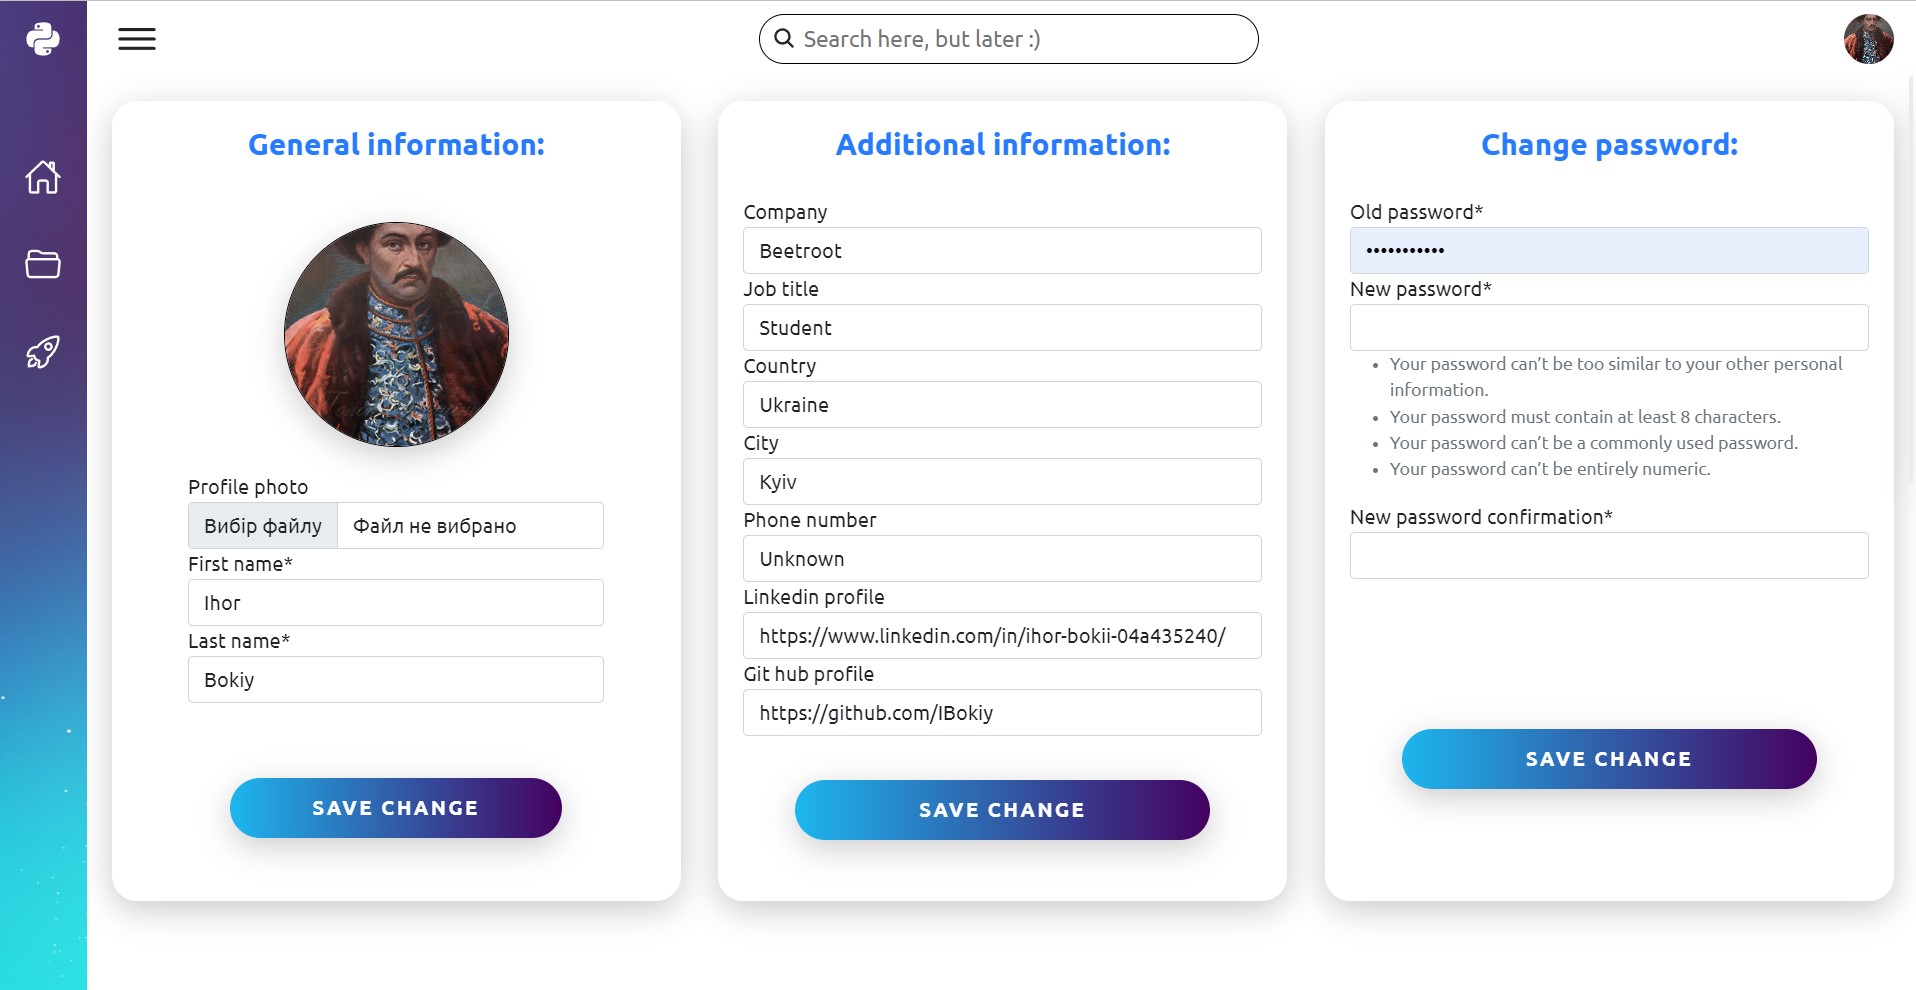 Search here, but later :)
General information:
Profile photo
Вибір файлу Файл не вибрано
First name*
Ihor
Last name*
Bokiy
SAVE CHANGE
Additional information:
Company
Beetroot
Job title
Student
Country
Ukraine
City
Kyiv
Phone number
Unknown
Linkedin profile
https://www.linkedin.com/in/ihor-bokii-04a435240/
Git hub profile
https://github.com/IBokiy
SAVE CHANGE
Change password:
Old password*
•••••••••••
New password*
• Your password can’t be too similar to your other personal
information.
• Your password must contain at least 8 characters.
• Your password can’t be a commonly used password.
• Your password can’t be entirely numeric.
New password confirmation*
SAVE CHANGE